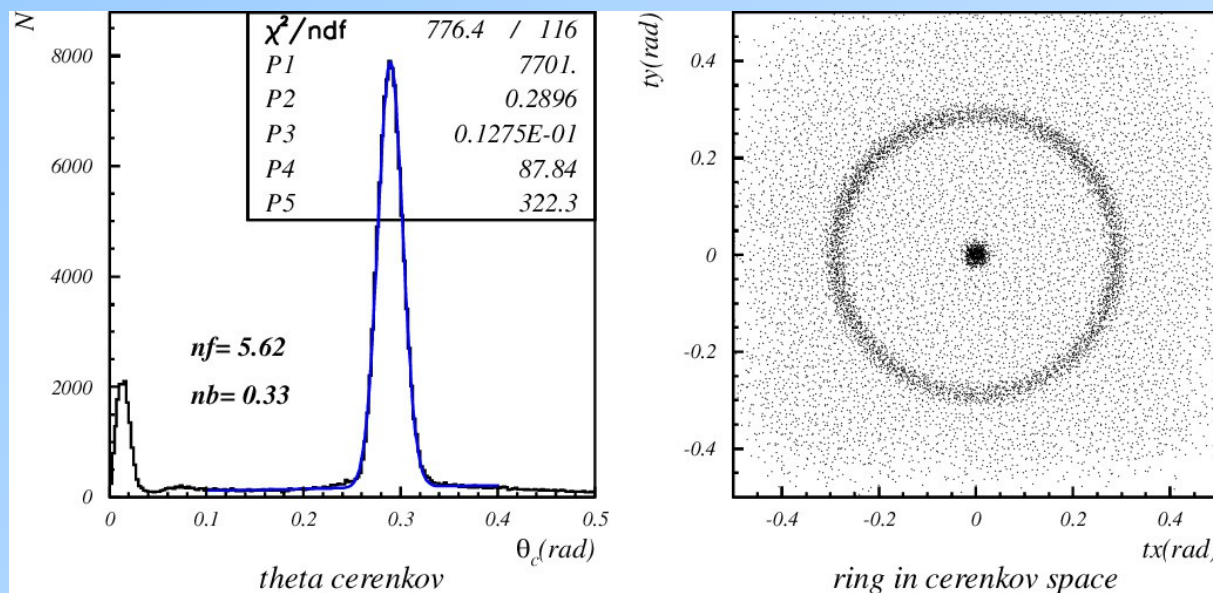 N
χ²/ndf 776.4 / 116
P1 7701.
P2 0.2896
P3 0.1275E-01
P4 87.84
P5 322.3
8000
6000
4000
2000
0
nf= 5.62
nb= 0.33
0 0.1 0.2 0.3 0.4 0.5
θc(rad)
theta cerenkov
ty(rad)
0.4
0.2
0
-0.2
-0.4
-0.4 -0.2 0 0.2 0.4
tx(rad)
ring in cerenkov space